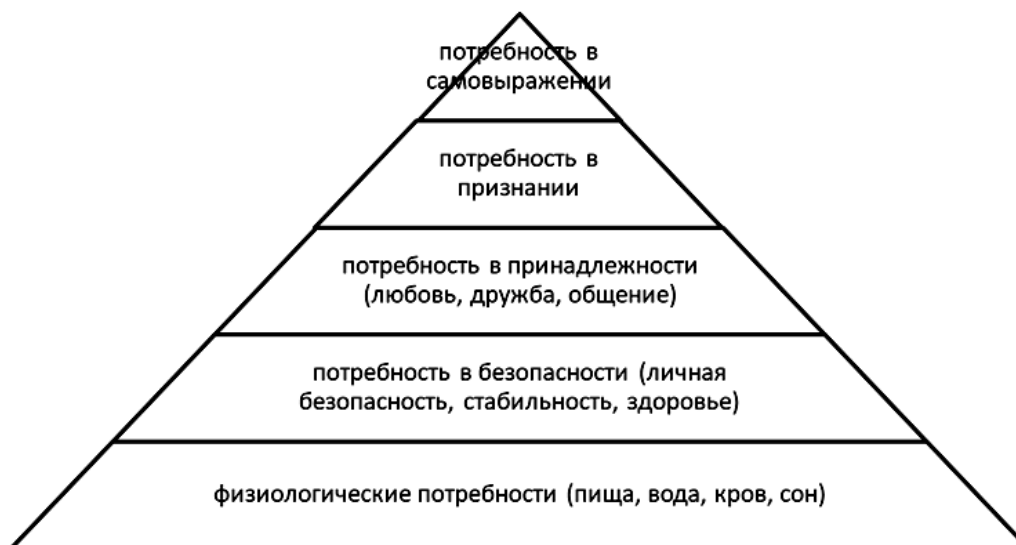 потребность в
самовыражении
потребность в
признании
потребность в принадлежности
(любовь, дружба, общение)
потребность в безопасности (личная
безопасность, стабильность, здоровье)
физиологические потребности (пища, вода, кров, сон)